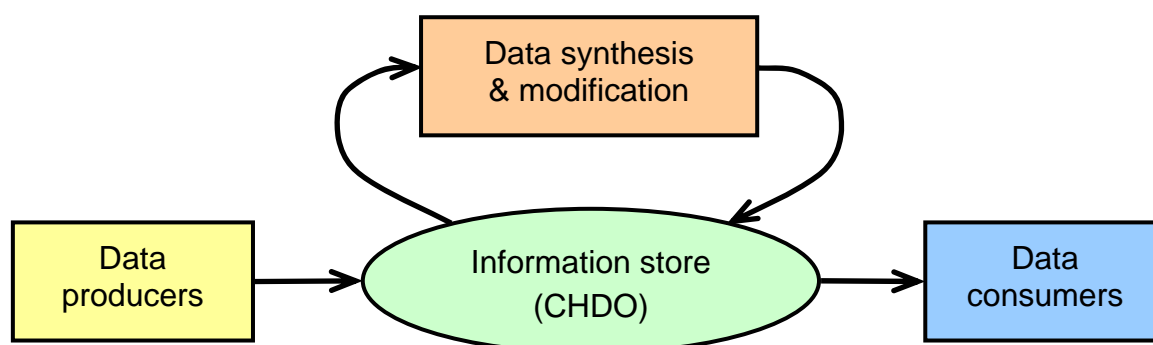 Data synthesis
& modification
Data
producers
Information store
(CHDO)
Data
consumers